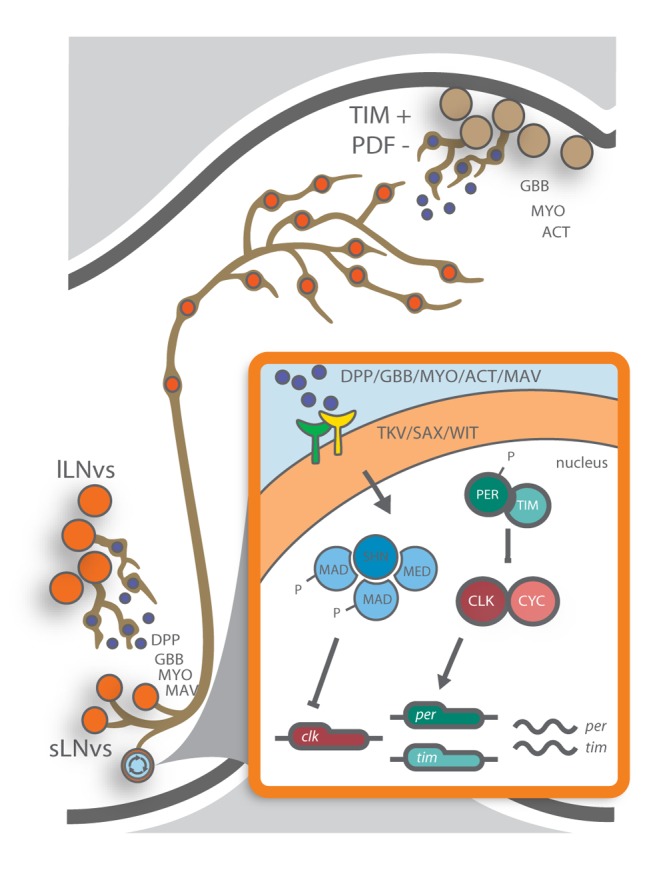 TIM +
PDF -
GBB
MYO
ACT
DPP/GBB/MYO/ACT/MAV
TKV/SAX/WIT
nucleus
P
PER
TIM
lLNvs
SHN
MAD
MED
MAD
P
P
CLK
CYC
DPP
GBB
MYO
MAV
sLNvs
clk
per
tim
per
tim